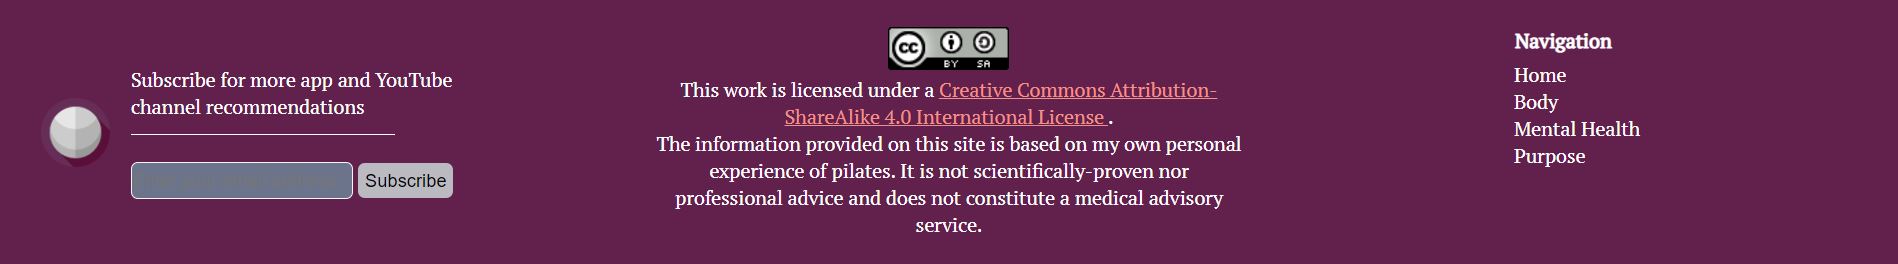 Subscribe for more app and YouTube
channel recommendations
Subscribe
CC
BY SA
This work is licensed under a Creative Commons Attribution-
ShareAlike 4.0 International License .
The information provided on this site is based on my own personal
experience of pilates. It is not scientifically-proven nor
professional advice and does not constitute a medical advisory
service.
Navigation
Home
Body
Mental Health
Purpose